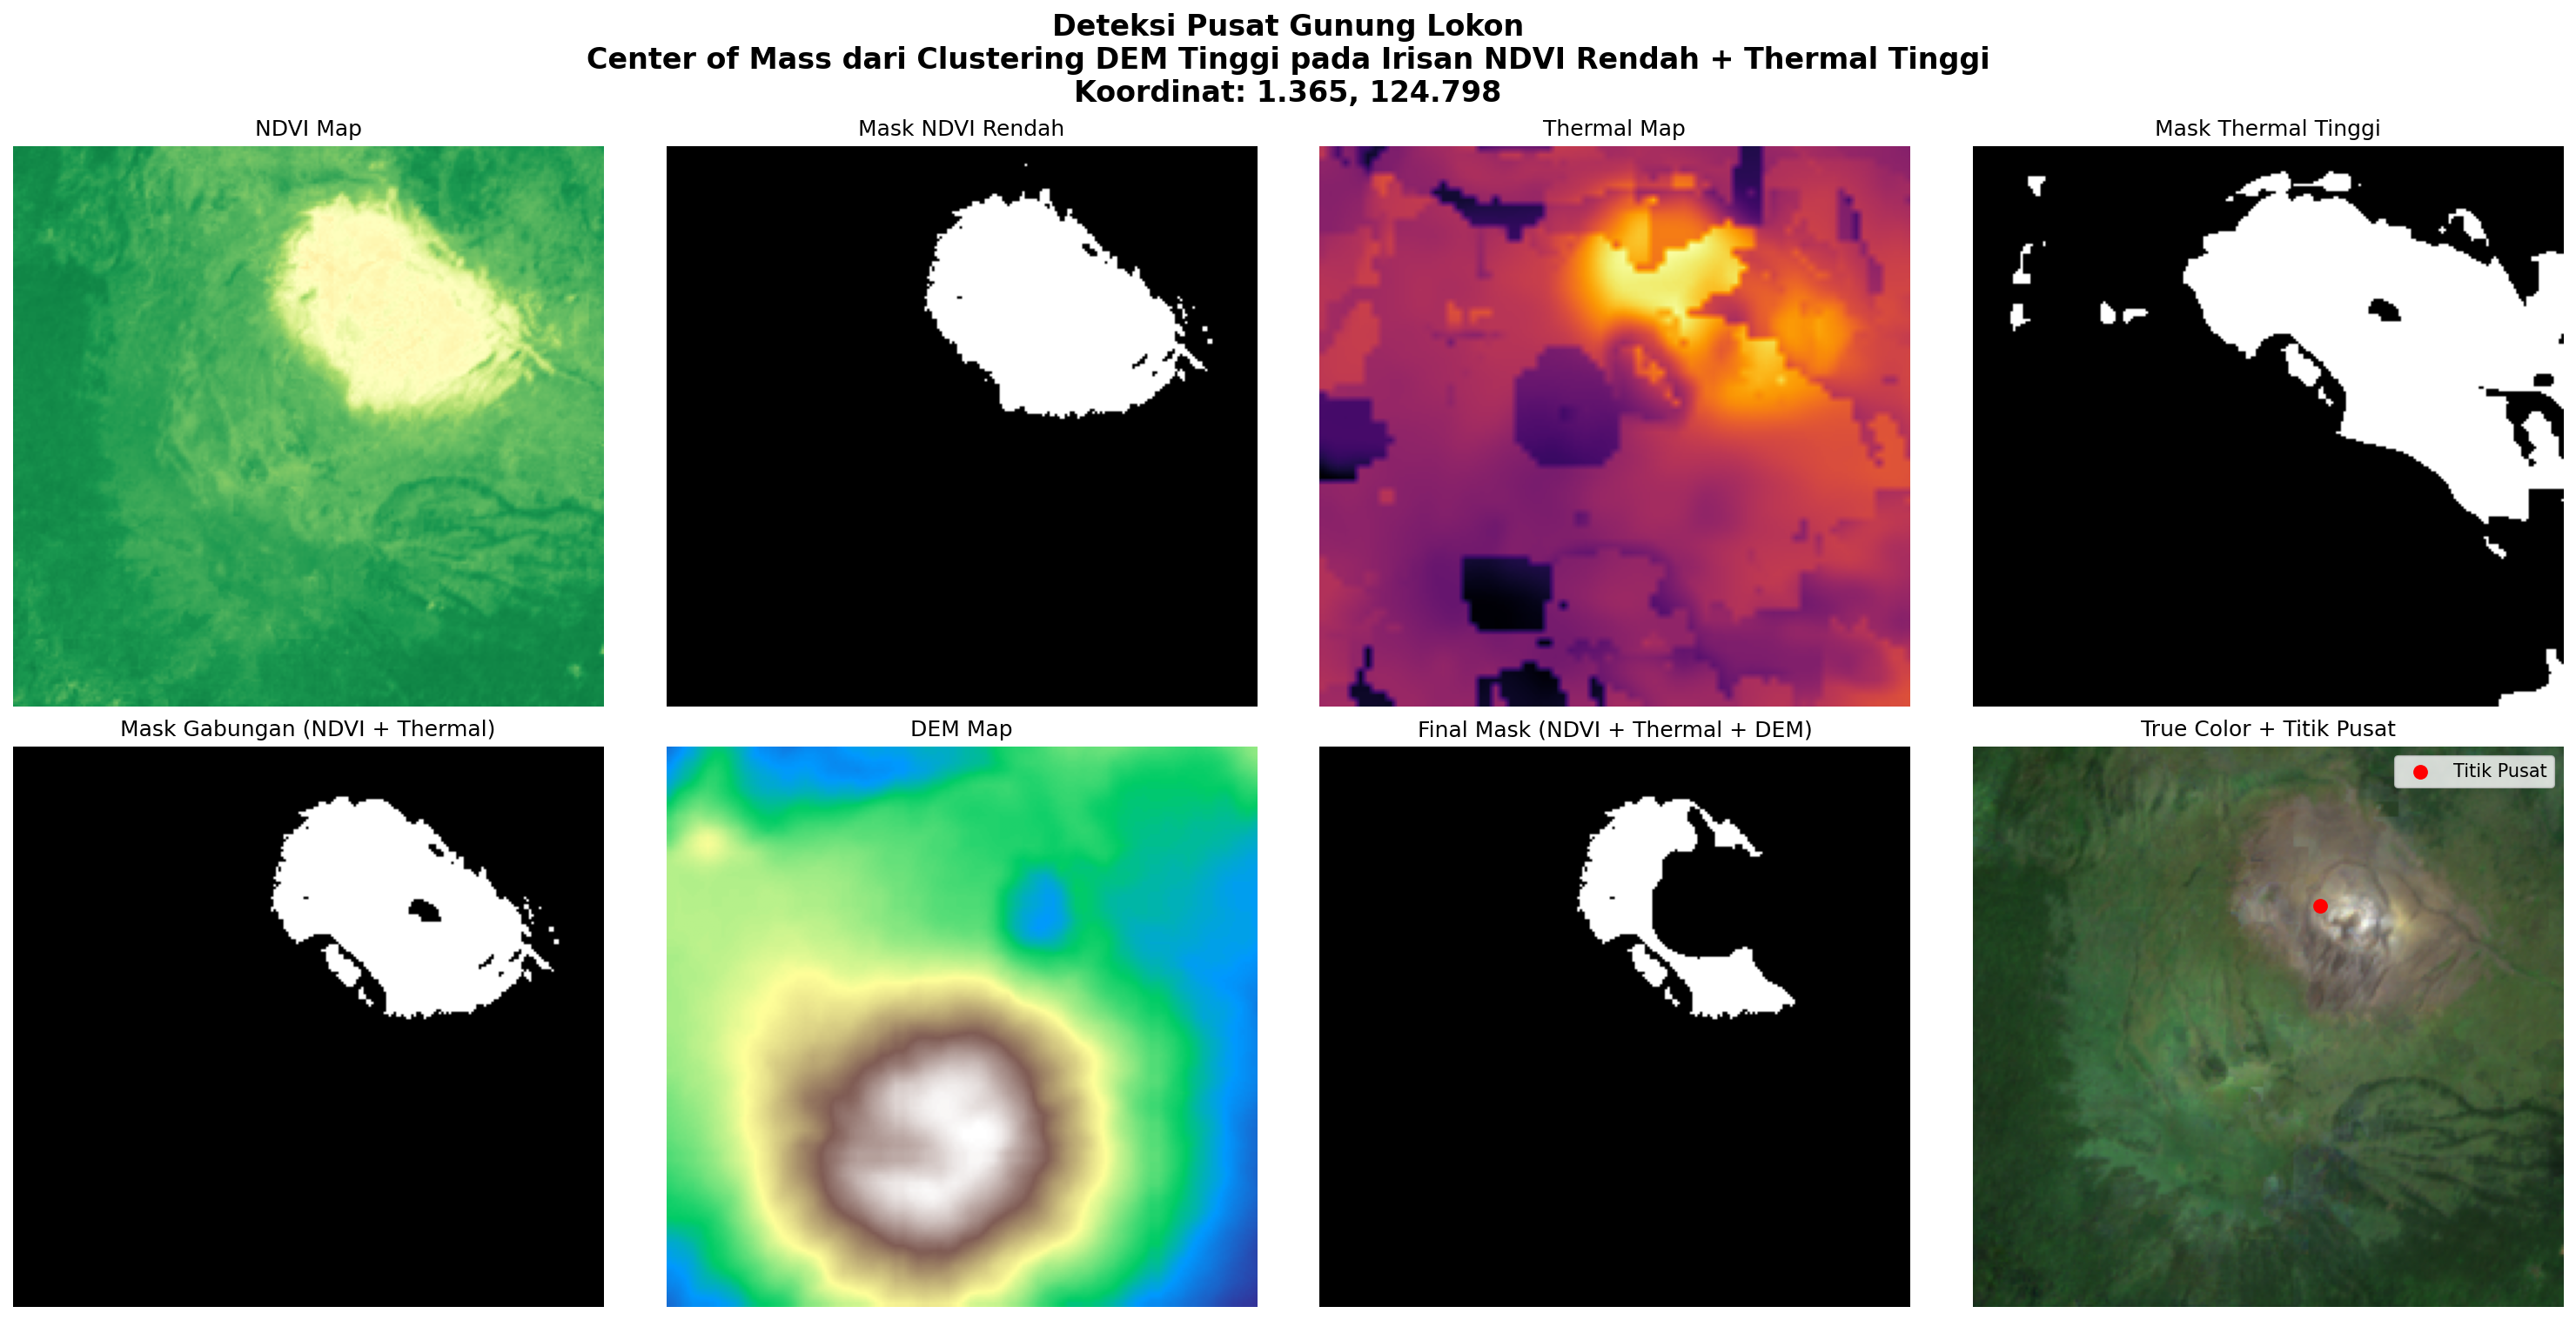 Deteksi Pusat Gunung Lokon
Center of Mass dari Clustering DEM Tinggi pada Irisan NDVI Rendah + Thermal Tinggi
Koordinat: 1.365, 124.798
NDVI Map
Mask NDVI Rendah
Thermal Map
Mask Thermal Tinggi
Mask Gabungan (NDVI + Thermal)
DEM Map
Final Mask (NDVI + Thermal + DEM)
True Color + Titik Pusat
Titik Pusat